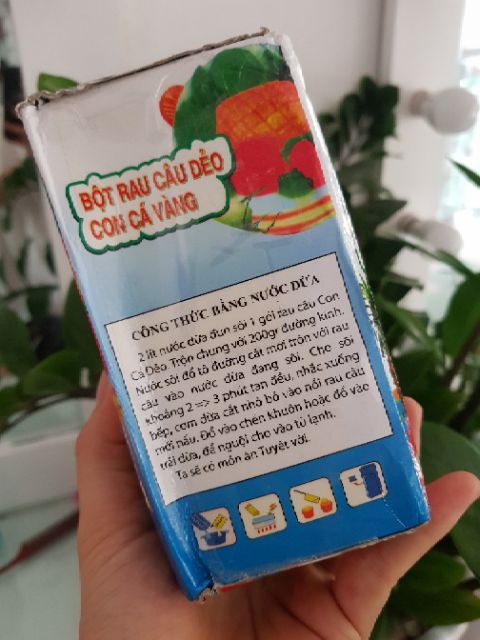 BỘT RAU CÂU DẺO
CON CÁ VÀNG
CÔNG THỨC BẰNG NƯỚC DỪA
2 lít nước dừa đun sôi 1 gói rau câu Con
Cá Dẻo. Trộn chung với 200gr đường kính.
Nước sôi đổ tô đường cát mới trộn với rau
câu vào nước dừa đang sôi. Cho sôi
khoảng 2 => 3 phút tan đều, nhắc xuống
bếp, cơm dừa cắt nhỏ bỏ vào nồi rau câu
mới nấu. Đổ vào chén khuôn hoặc đổ vào
trái dừa, để nguội cho vào tủ lạnh.
Ta sẽ có món ăn Tuyệt vời.